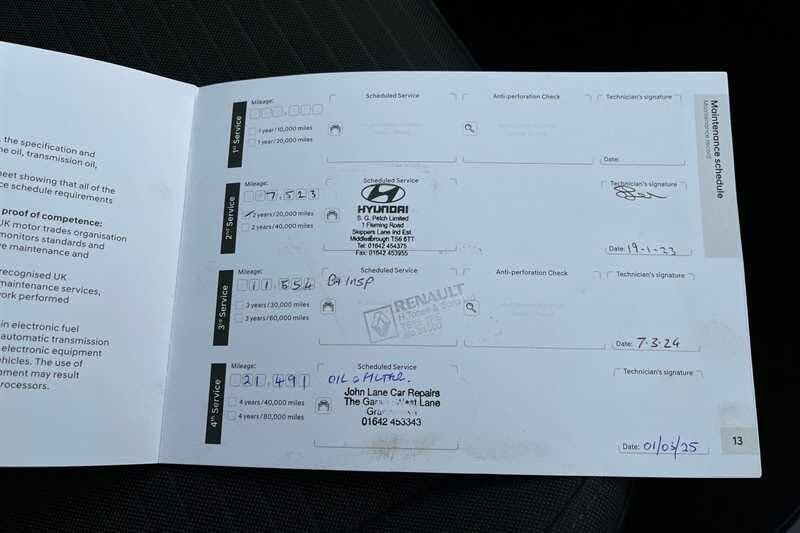 the specification and
e oil, transmission oil,
eet showing that all of the
ce schedule requirements
proof of competence:
UK motor trades organisation
monitors standards and
ve maintenance and
recognised UK
maintenance services,
work performed
in electronic fuel
automatic transmission
electronic equipment
vehicles. The use of
nment may result
rocessors.
Maintenance schedule
Maintenance record
1st Service
Mileage:
Scheduled Service
Anti-perforation Check
Technician's signature
1 year/10,000 miles
1 year/20,000 miles
Date:
2nd Service
Mileage:
7,523
2 years/20,000 miles
2 years/40,000 miles
Scheduled Service
HYUNDAI
S. G. Petch Limited
1 Fleming Road
Skippers Lane Ind Est.
Middlesbrough TS6 6TT
Tel: 01642 454375
Fax: 01642 453955
Technician's signature
Date: 19-1-23
3rd Service
Mileage:
11,554
3 years/30,000 miles
3 years/60,000 miles
Scheduled Service
RENAULT
Anti-perforation Check
Technician's signature
Date: 7.3.24
4th Service
Mileage:
21,491
4 years/40,000 miles
4 years/80,000 miles
Scheduled Service
John Lane Car Repairs
West Lane
01642 453343
Technician's signature
Date: 01/03/25
13